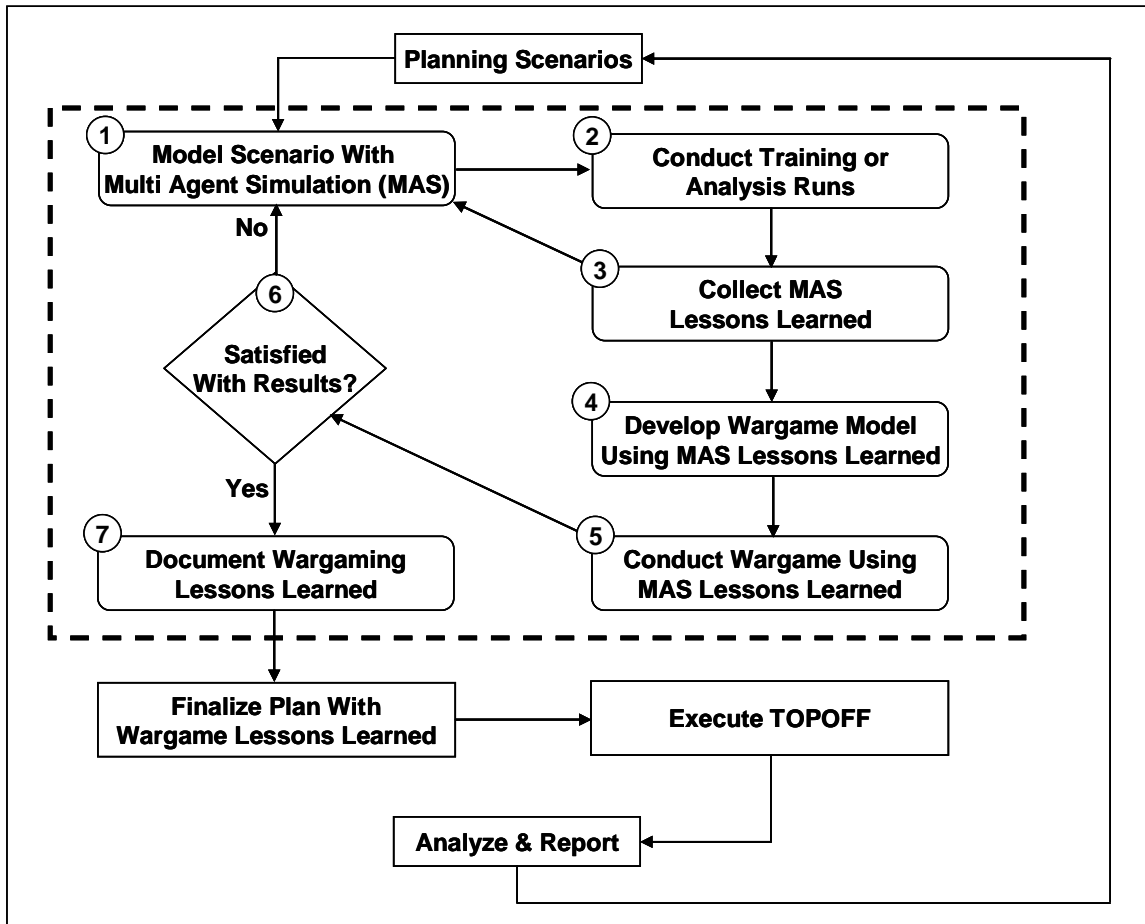 Planning Scenarios
1
Model Scenario With
Multi Agent Simulation (MAS)
2
Conduct Training or
Analysis Runs
No
3
Collect MAS
Lessons Learned
6
Satisfied
With Results?
4
Develop Wargame Model
Using MAS Lessons Learned
Yes
7
Document Wargaming
Lessons Learned
5
Conduct Wargame Using
MAS Lessons Learned
Finalize Plan With
Wargame Lessons Learned
Execute TOPOFF
Analyze & Report